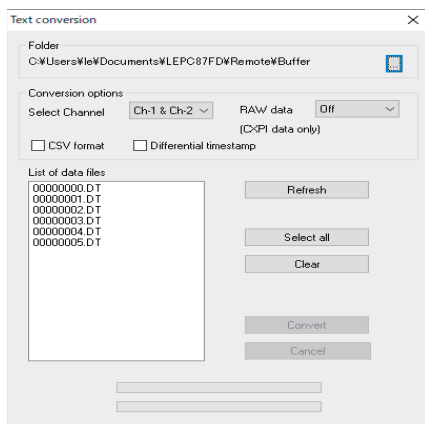 Text conversion
Folder
C:¥Users¥le¥Documents¥LEPC87FD¥Remote¥Buffer
...
Conversion options
Select Channel Ch-1 & Ch-2 RAW data Off
(CXPI data only)
CSV format Differential timestamp
List of data files
00000000.DT
00000001.DT
00000002.DT
00000003.DT
00000004.DT
00000005.DT
Refresh
Select all
Clear
Convert
Cancel